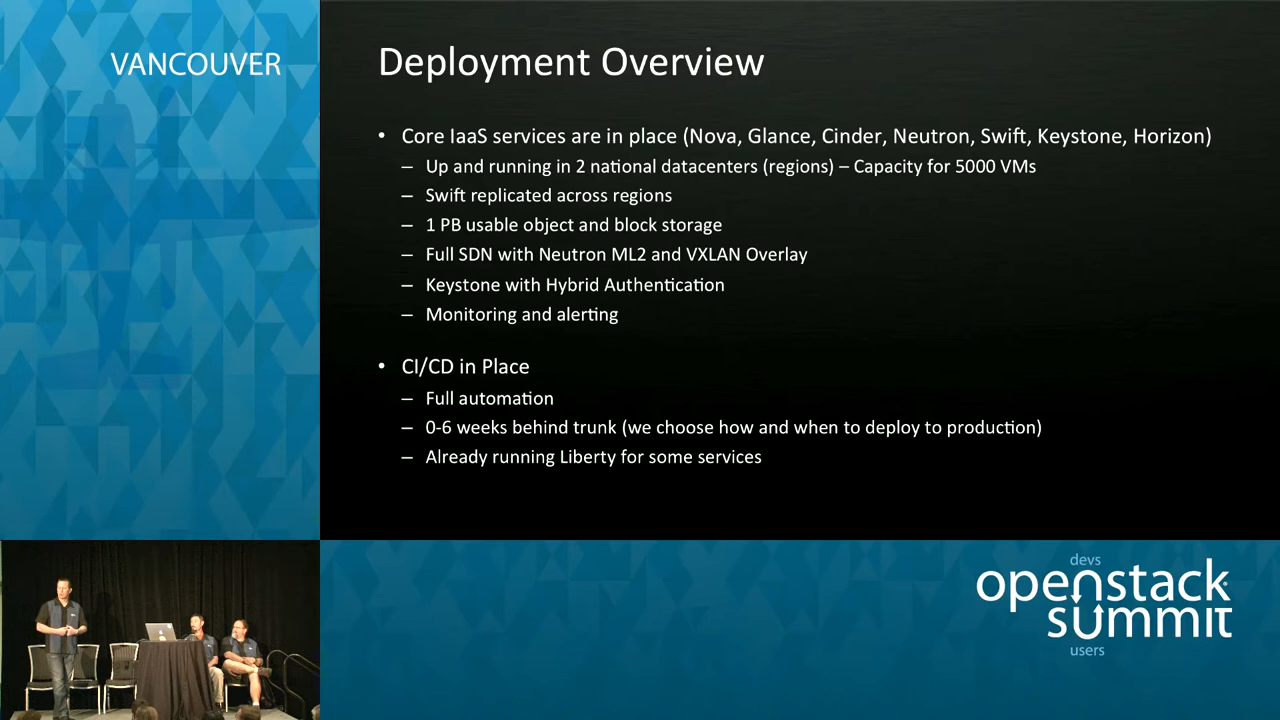 VANCOUVER
Deployment Overview
• Core IaaS services are in place (Nova, Glance, Cinder, Neutron, Swift, Keystone, Horizon)
– Up and running in 2 national datacenters (regions) – Capacity for 5000 VMs
– Swift replicated across regions
– 1 PB usable object and block storage
– Full SDN with Neutron ML2 and VXLAN Overlay
– Keystone with Hybrid Authentication
– Monitoring and alerting
• CI/CD in Place
– Full automation
– 0-6 weeks behind trunk (we choose how and when to deploy to production)
– Already running Liberty for some services
devs
openstack
summit
users